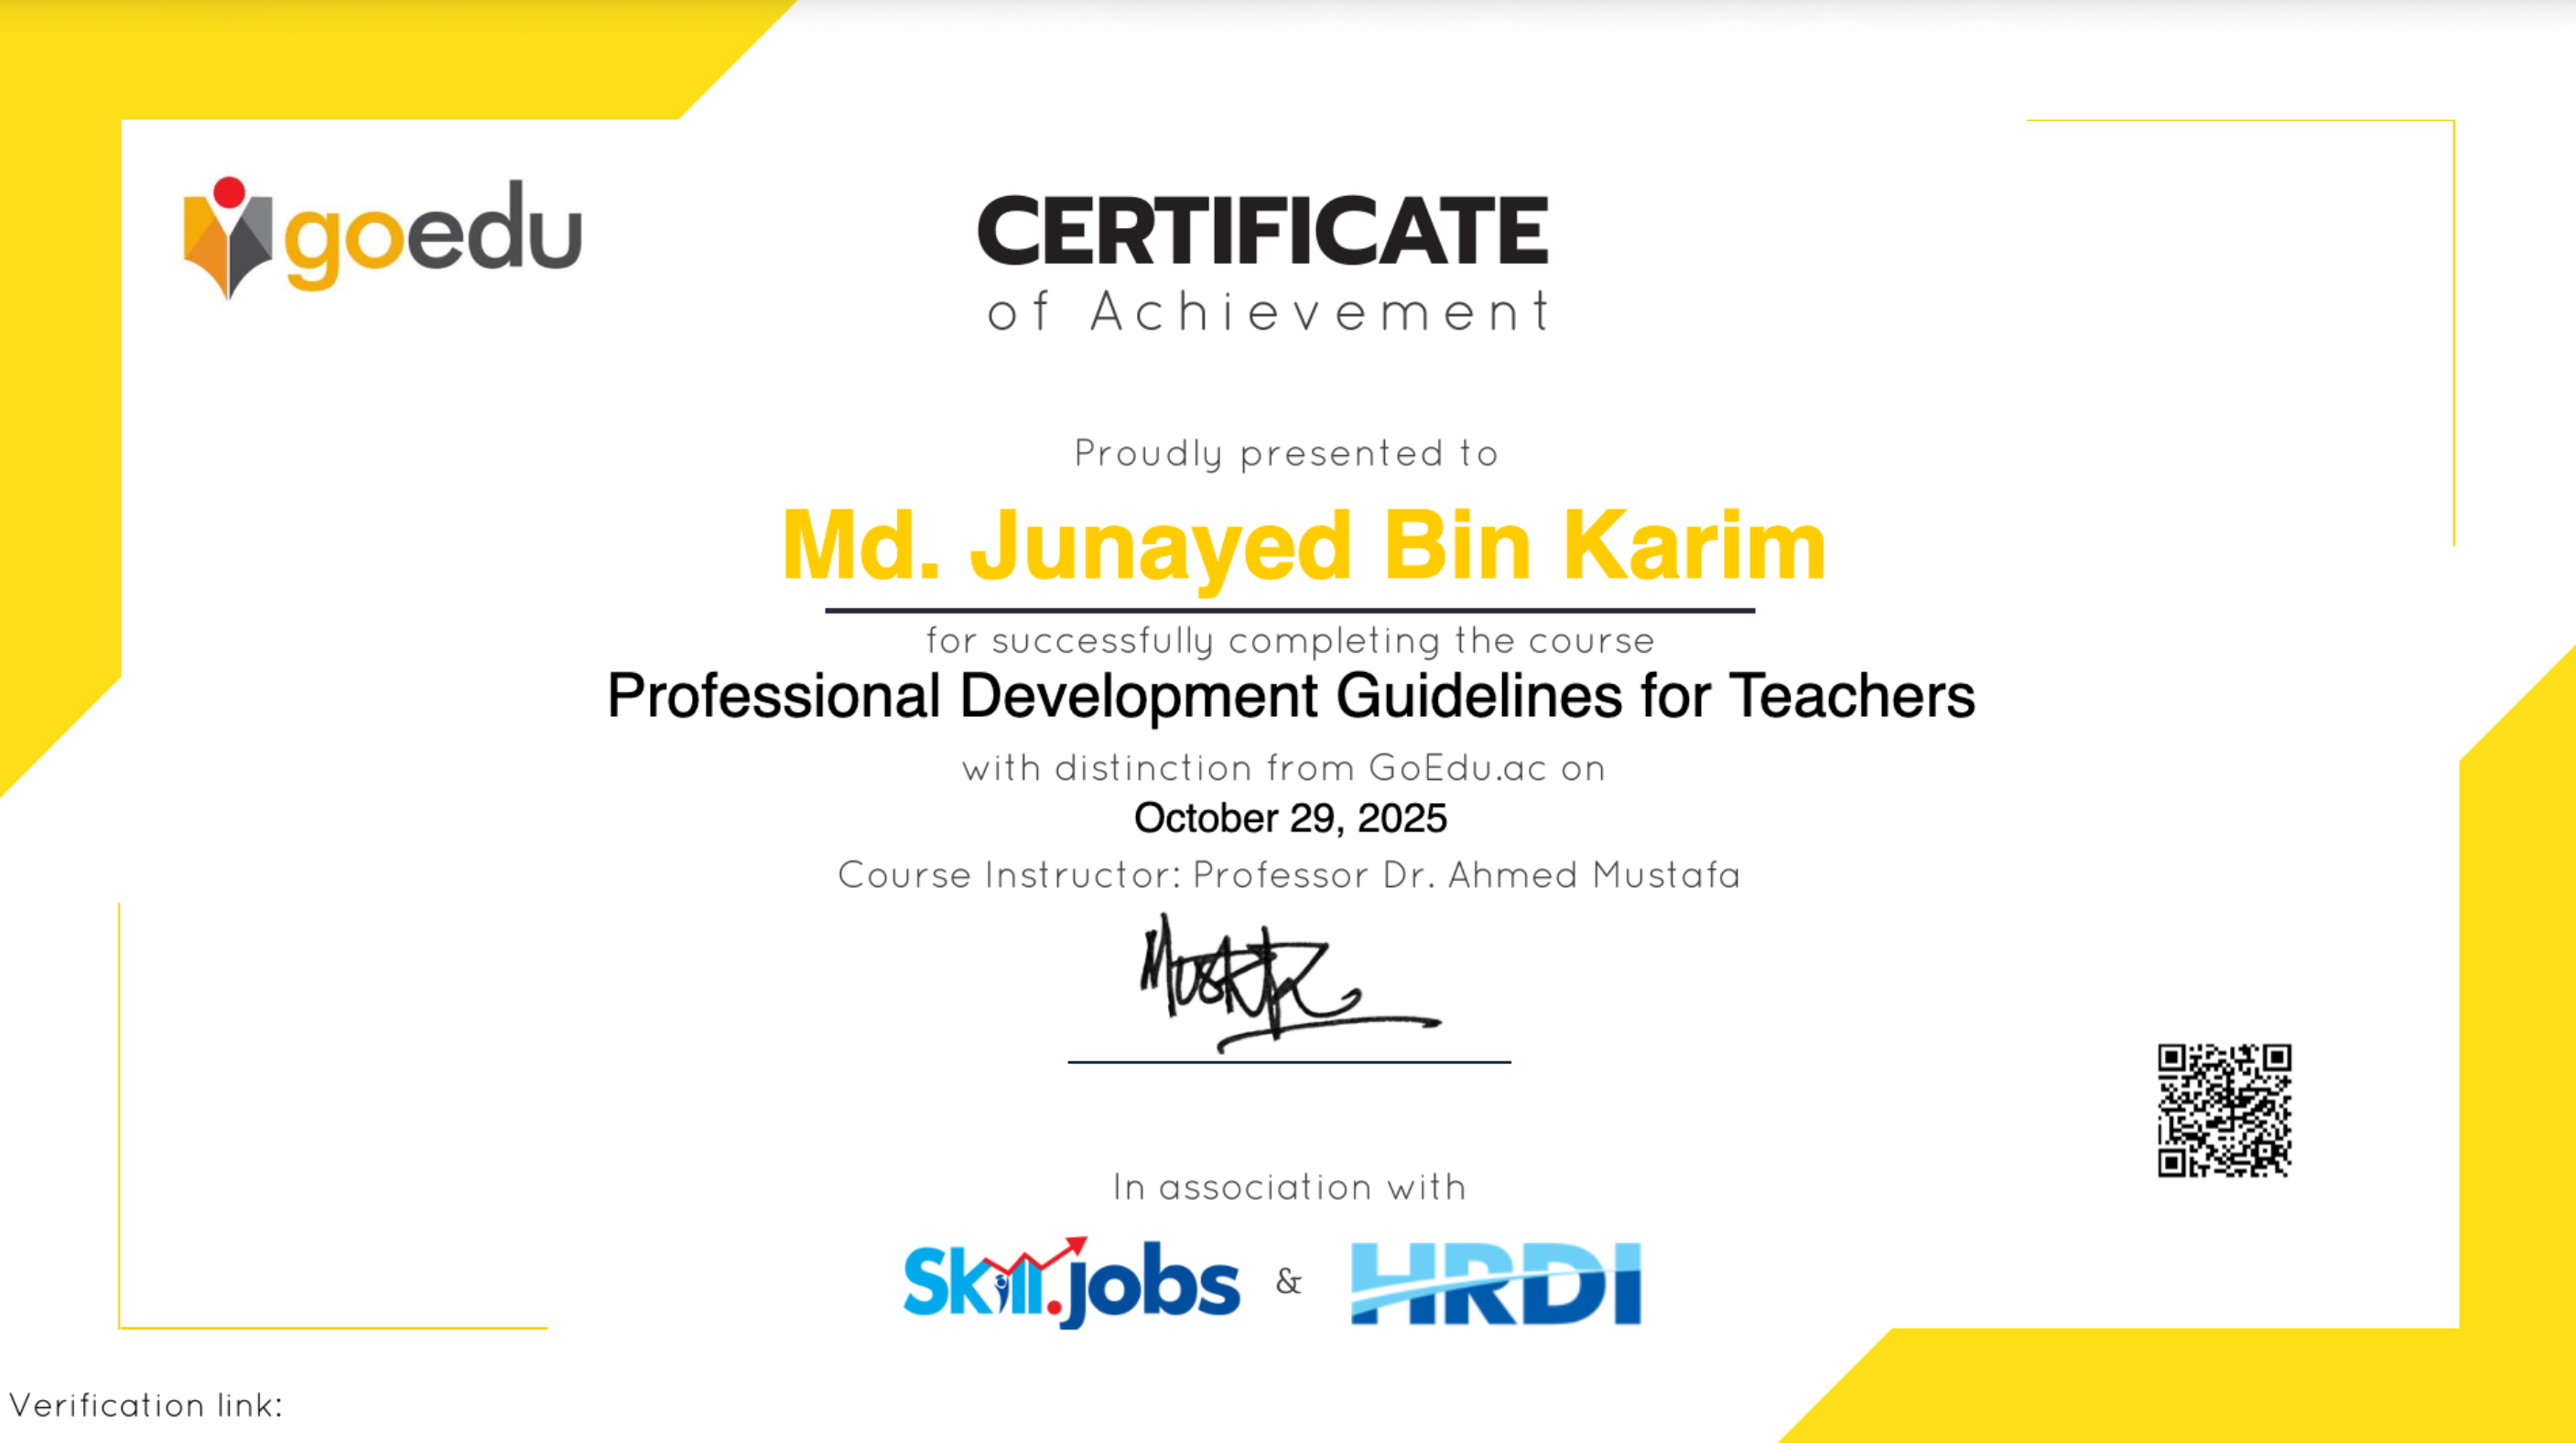 goedu
CERTIFICATE
of Achievement
Proudly presented to
Md. Junayed Bin Karim
for successfully completing the course
Professional Development Guidelines for Teachers
with distinction from GoEdu.ac on
October 29, 2025
Course Instructor: Professor Dr. Ahmed Mustafa
In association with
Skill.jobs & HRDI
Verification link: